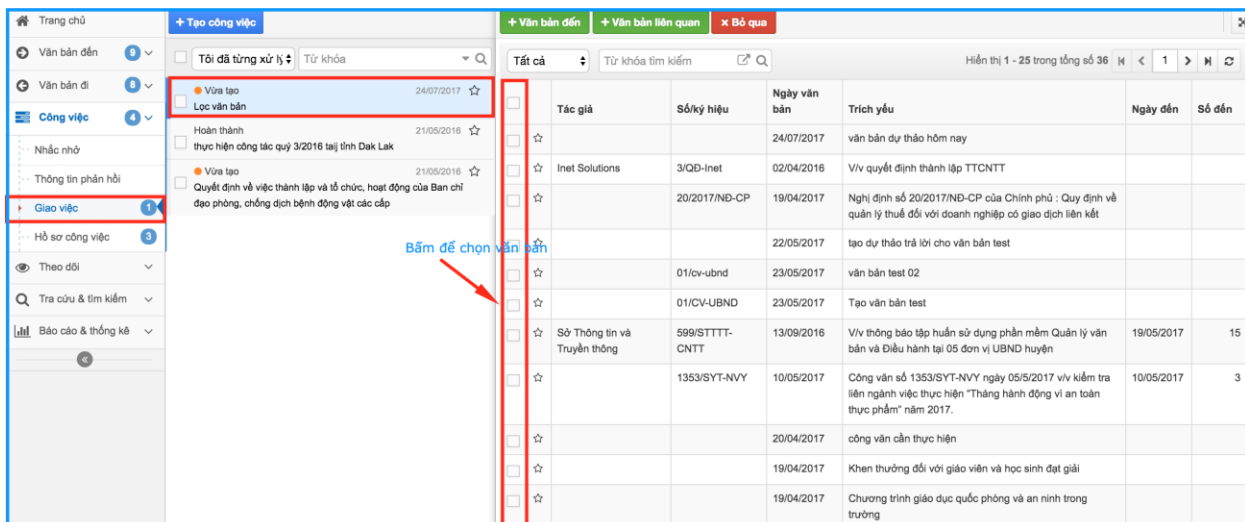 Trang chủ
Văn bản đến 9
Văn bản đi 8
Công việc 4
Nhắc nhở
Thông tin phản hồi
Giao việc 1
Hồ sơ công việc 3
Theo dõi
Tra cứu & tìm kiếm
Báo cáo & thống kê
+ Tạo công việc
Tôi đã từng xử lý Từ khóa
Vừa tạo 24/07/2017
Lọc văn bản
Hoàn thành 21/05/2016
thực hiện công tác quý 3/2016 taij tỉnh Dak Lak
Vừa tạo 21/05/2016
Quyết định về việc thành lập và tổ chức, hoạt động của Ban chỉ
đạo phòng, chống dịch bệnh động vật các cấp
Bấm để chọn văn bản
+ Văn bản đến + Văn bản liên quan × Bỏ qua
Tất cả Từ khóa tìm kiếm Hiển thị 1 - 25 trong tổng số 36 1
Tác giả Số/ký hiệu Ngày văn bản Trích yếu Ngày đến Số đến
24/07/2017 văn bản dự thảo hôm nay
Inet Solutions 3/QĐ-Inet 02/04/2016 V/v quyết định thành lập TTCNTT
20/2017/NĐ-CP 19/04/2017 Nghị định số 20/2017/NĐ-CP của Chính phủ : Quy định về
quản lý thuế đối với doanh nghiệp có giao dịch liên kết
22/05/2017 tạo dự thảo trả lời cho văn bản test
01/cv-ubnd 23/05/2017 văn bản test 02
01/CV-UBND 23/05/2017 Tạo văn bản test
Sở Thông tin và 599/STTTT- 13/09/2016 V/v thông báo tập huấn sử dụng phần mềm Quản lý văn 19/05/2017 15
Truyền thông CNTT bản và Điều hành tại 05 đơn vị UBND huyện
1353/SYT-NVY 10/05/2017 Công văn số 1353/SYT-NVY ngày 05/5/2017 v/v kiểm tra 10/05/2017 3
liên ngành việc thực hiện "Tháng hành động vì an toàn
thực phẩm" năm 2017.
20/04/2017 công văn cần thực hiện
19/04/2017 Khen thưởng đối với giáo viên và học sinh đạt giải
19/04/2017 Chương trình giáo dục quốc phòng và an ninh trong
trường